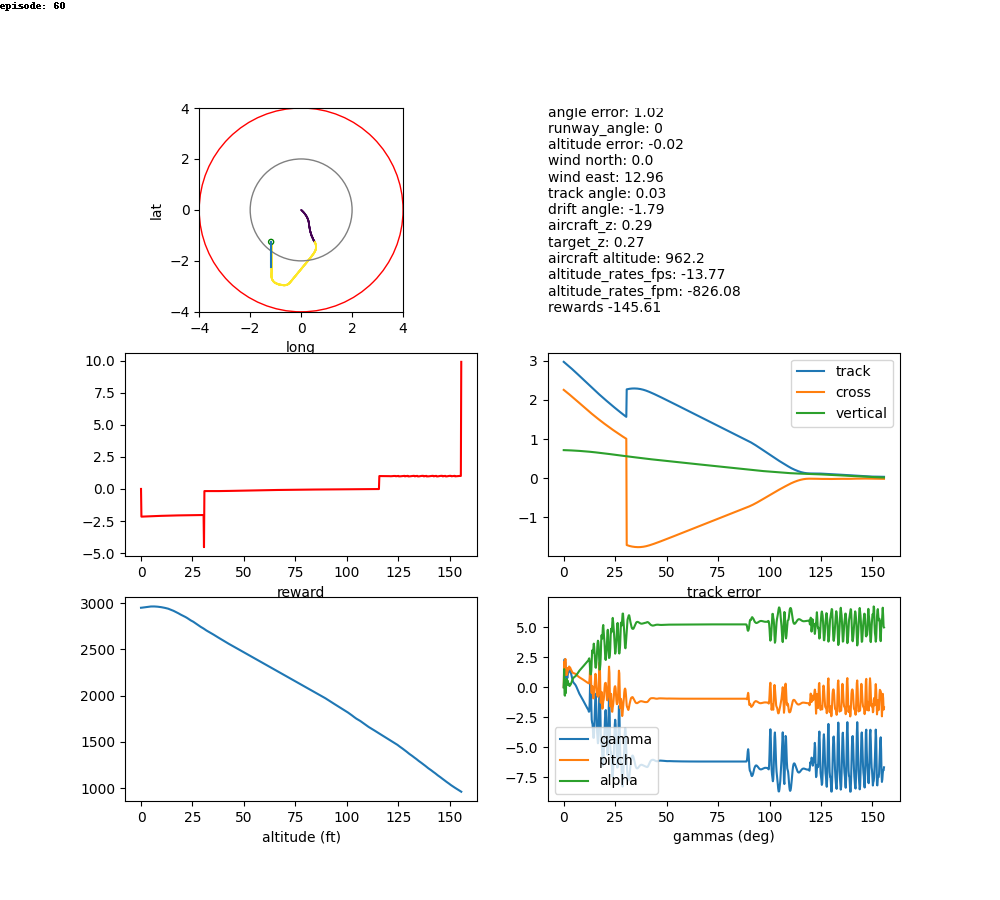 episode: 60
4
2
0
−2
−4
lat
−4
−2
0
2
4
long
angle error: 1.02
runway_angle: 0
altitude error: -0.02
wind north: 0.0
wind east: 12.96
track angle: 0.03
drift angle: -1.79
aircraft_z: 0.29
target_z: 0.27
aircraft altitude: 962.2
altitude_rates_fps: -13.77
altitude_rates_fpm: -826.08
rewards -145.61
10.0
7.5
5.0
2.5
0.0
−2.5
−5.0
0
25
50
75
100
125
150
reward
3
2
1
0
−1
track
cross
vertical
0
25
50
75
100
125
150
track error
3000
2500
2000
1500
1000
0
25
50
75
100
125
150
altitude (ft)
5.0
2.5
0.0
−2.5
−5.0
−7.5
gamma
pitch
alpha
0
25
50
75
100
125
150
gammas (deg)